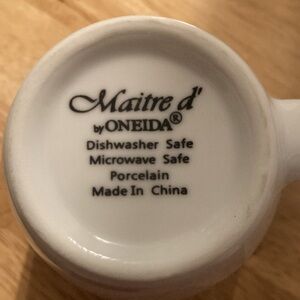 Maitre d'
by ONEIDA®
Dishwasher Safe
Microwave Safe
Porcelain
Made In China